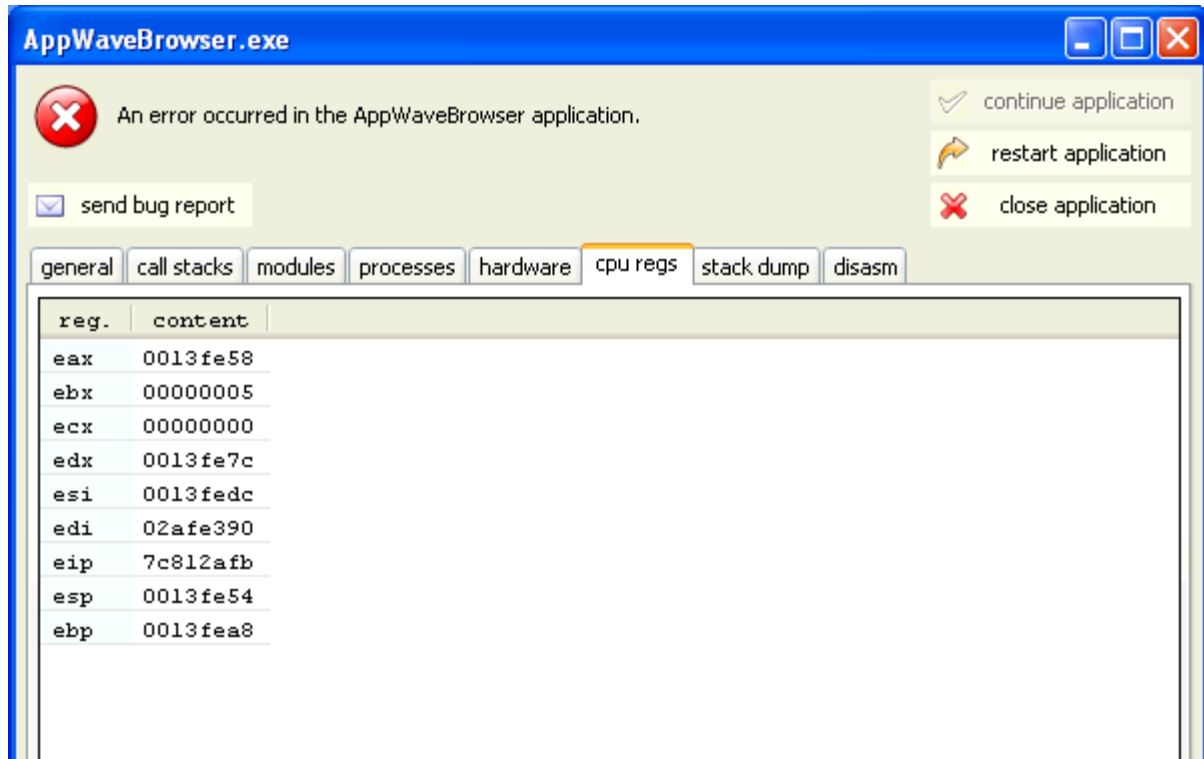 AppWaveBrowser.exe
An error occurred in the AppWaveBrowser application.
continue application
restart application
send bug report
close application
general call stacks modules processes hardware cpu regs stack dump disasm
reg. content
eax 0013fe58
ebx 00000005
ecx 00000000
edx 0013fe7c
esi 0013fedc
edi 02afe390
eip 7c812afb
esp 0013fe54
ebp 0013fea8